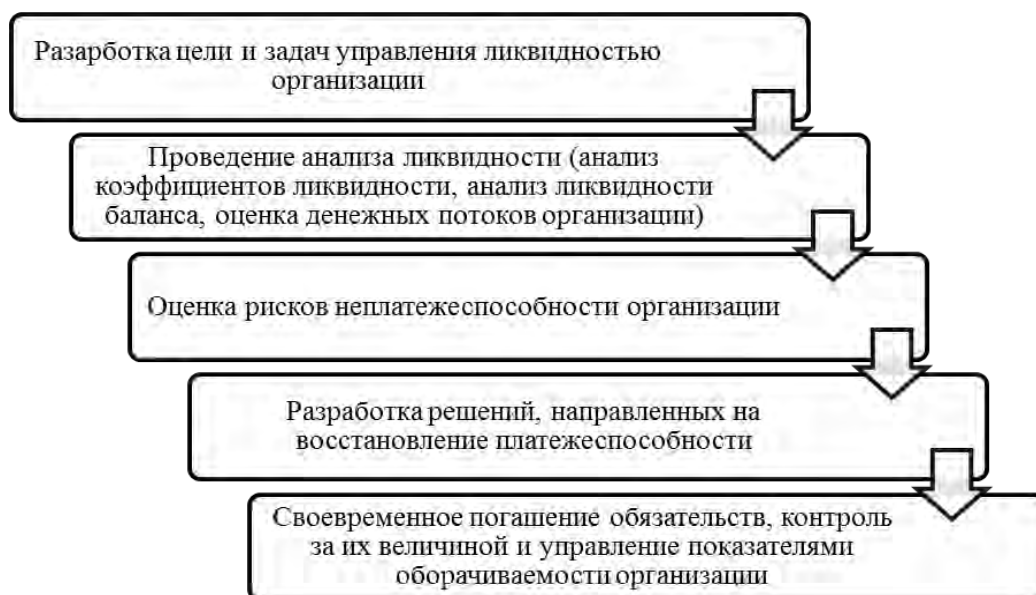 Разарботка цели и задач управления ликвидностью
организации
Проведение анализа ликвидности (анализ
коэффициентов ликвидности, анализ ликвидности
баланса, оценка денежных потоков организации)
Оценка рисков неплатежеспособности организации
Разработка решений, направленных на
восстановление платежеспособности
Своевременное погашение обязательств, контроль
за их величиной и управление показателями
оборачиваемости организации